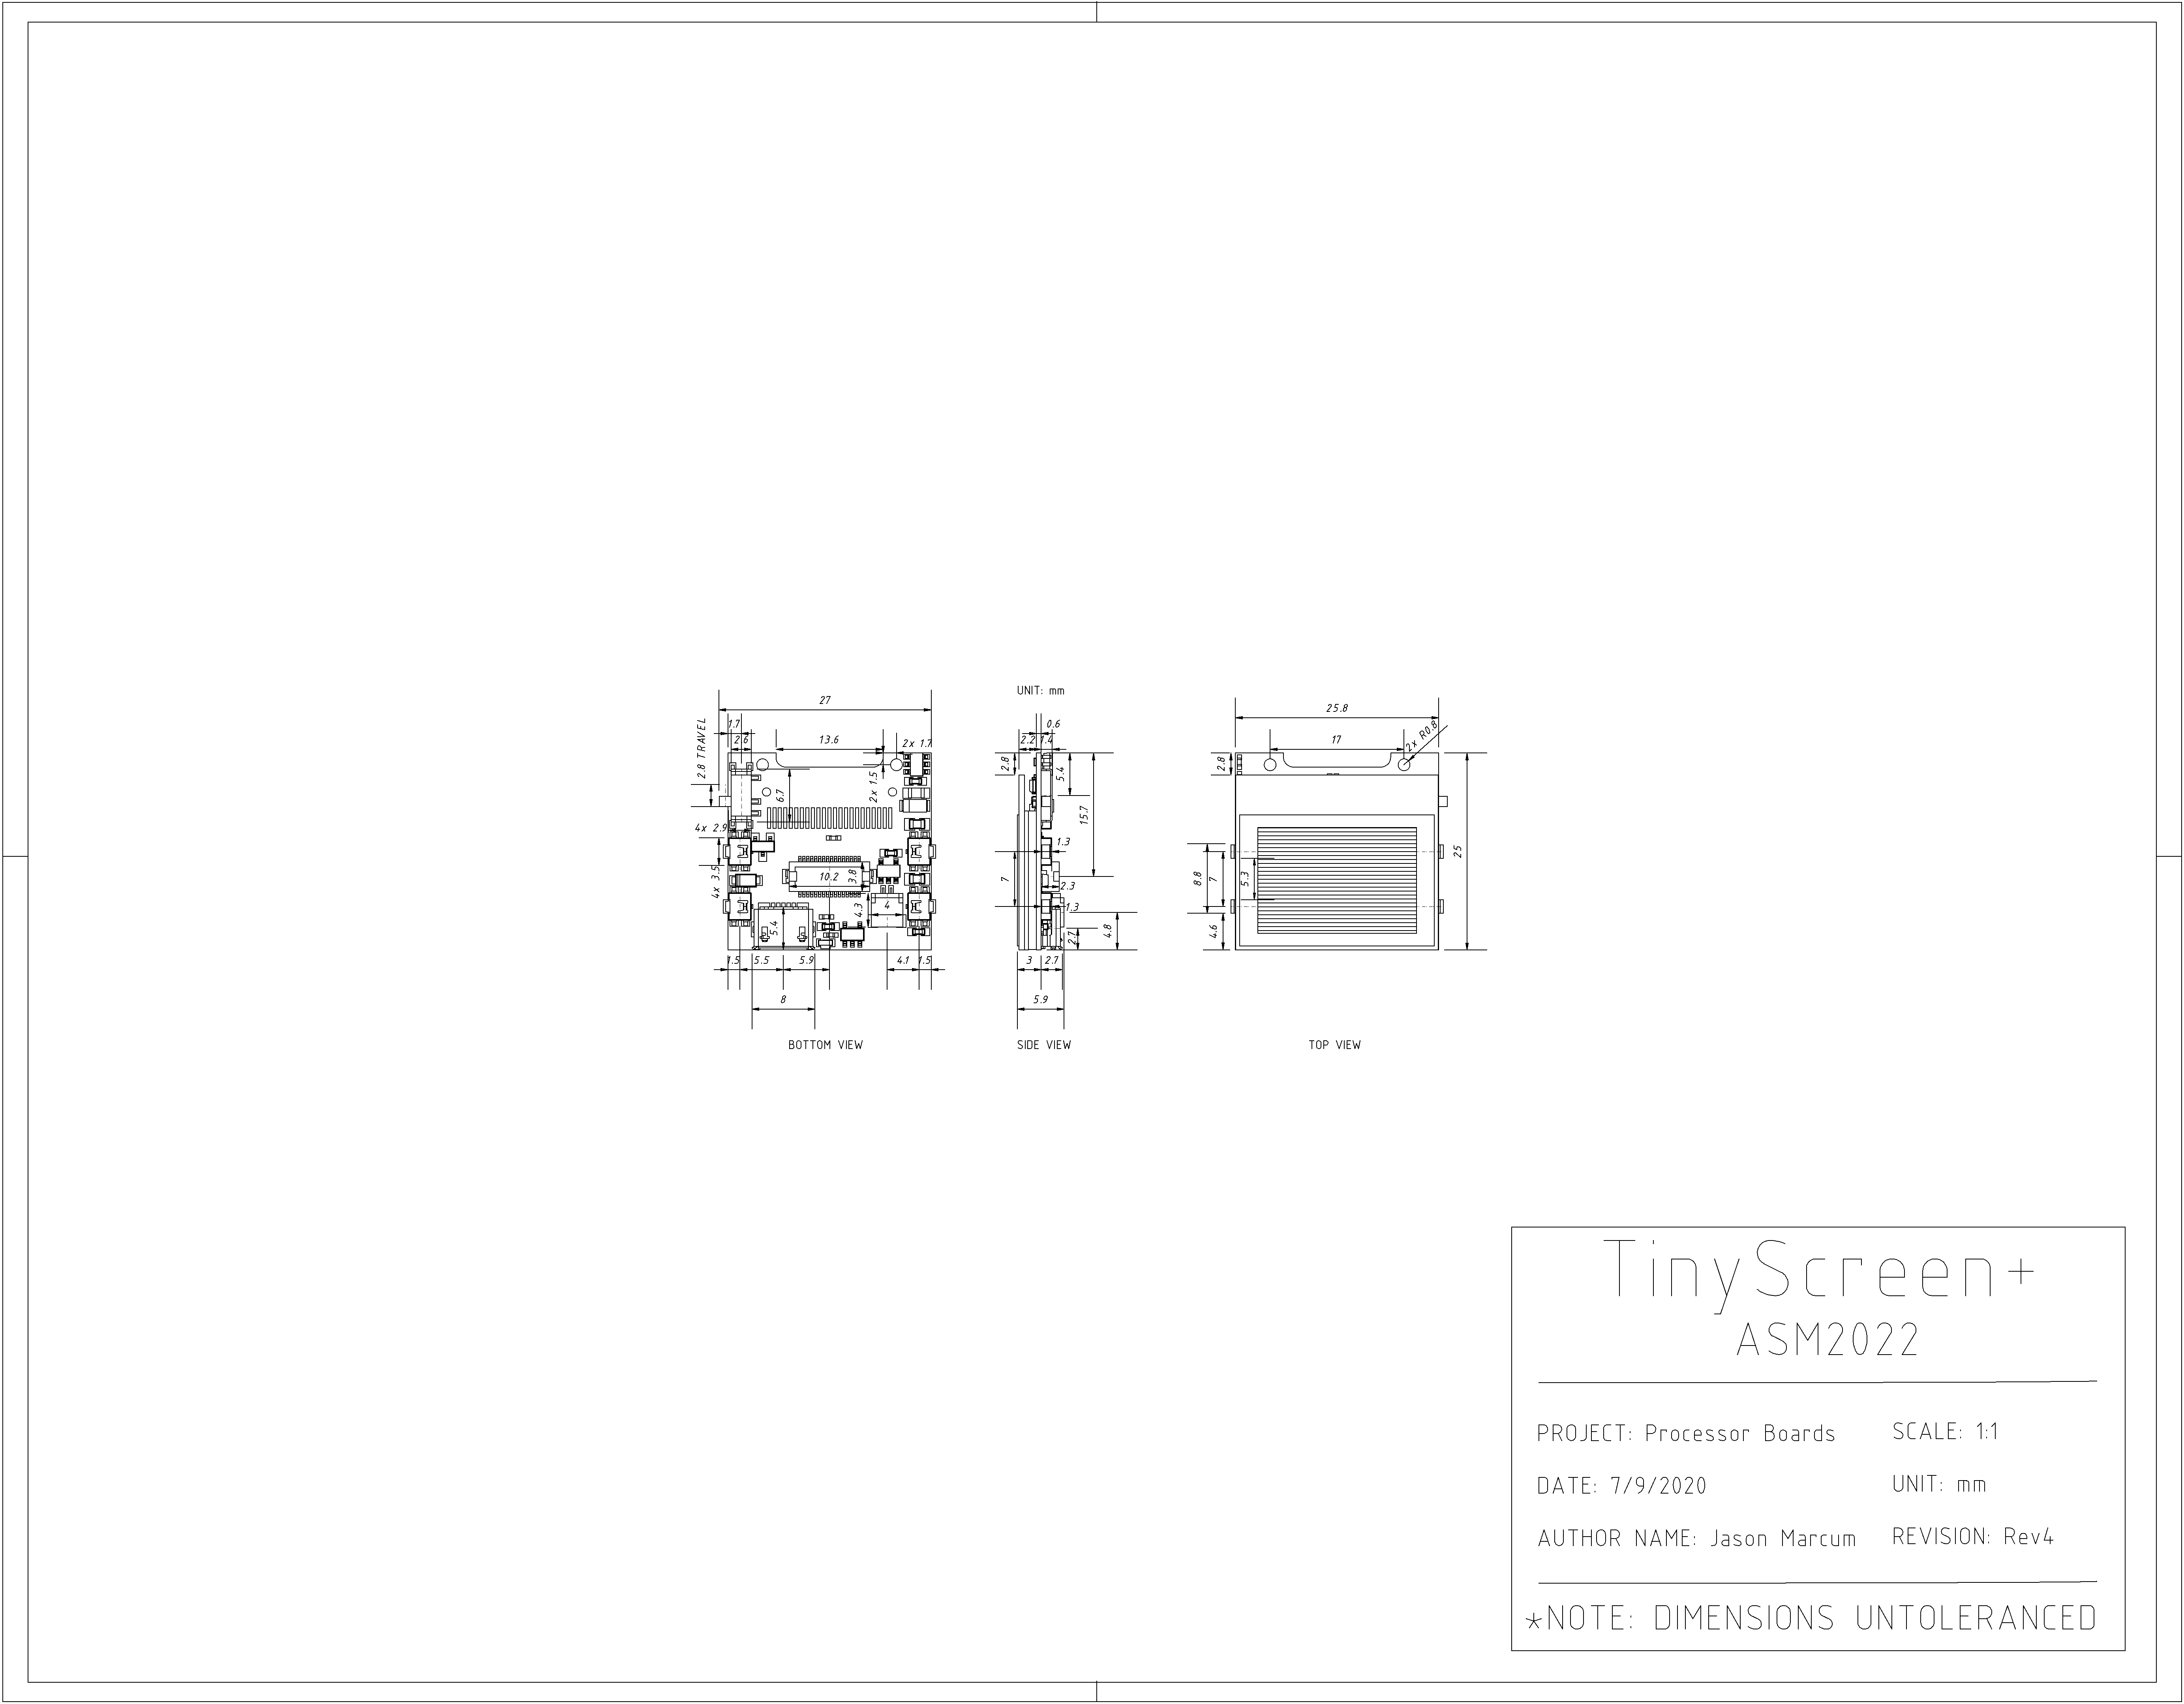 UNIT: mm
27
1.7
2.6
13.6
2x 1.7
2.8 TRAVEL
6.7
2x 1.5
4x 2.9
4x 3.5
10.2
3.8
4.3
4
5.4
1.5
5.5
5.9
4.1
1.5
8
BOTTOM VIEW
0.6
2.2
1.4
2.8
5.4
15.7
1.3
7
2.3
1.3
4.8
2.7
3
2.7
5.9
SIDE VIEW
25.8
17
2x R0.8
2.8
25
8.8
7
5.3
4.6
TOP VIEW
TinyScreen+
ASM2022
PROJECT: Processor Boards
SCALE: 1:1
DATE: 7/9/2020
UNIT: mm
AUTHOR NAME: Jason Marcum
REVISION: Rev4
*NOTE: DIMENSIONS UNTOLERANCED